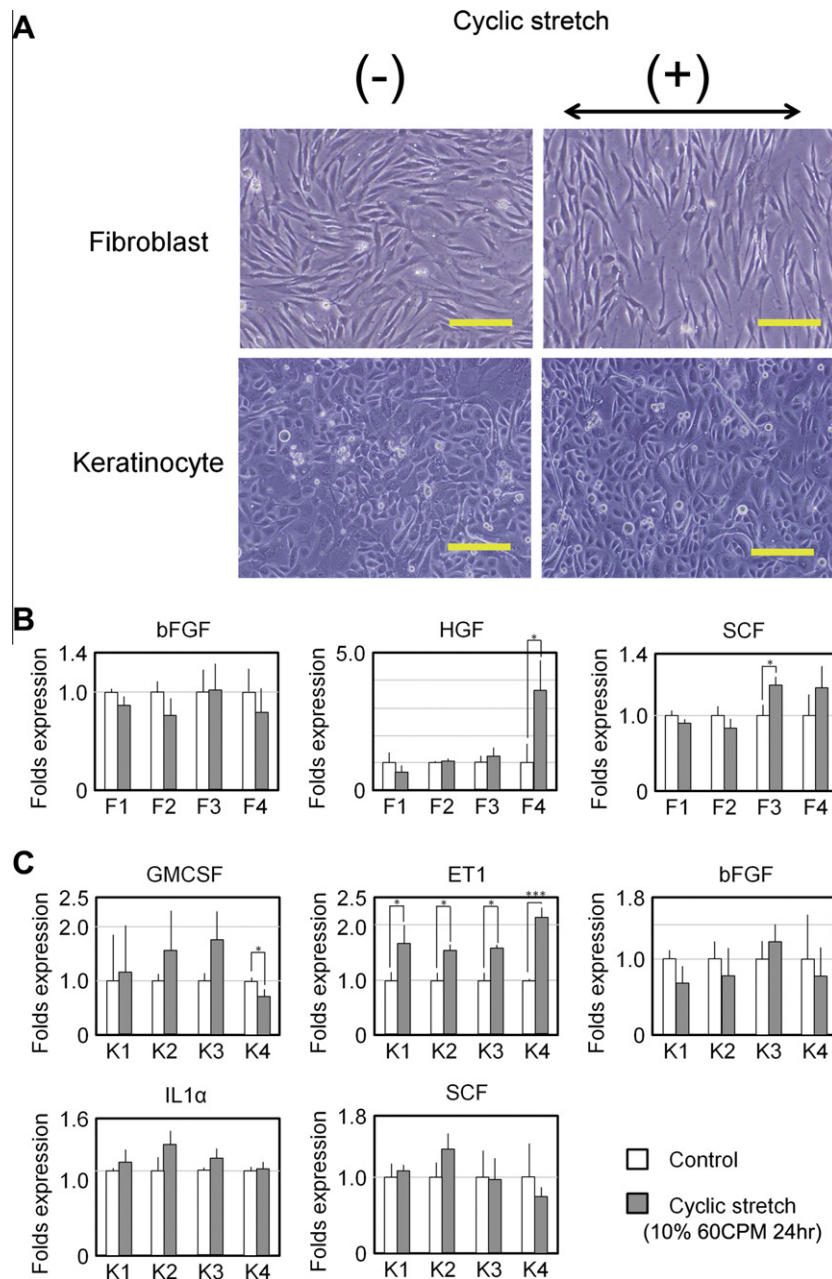 A
Cyclic stretch
(-)
(+)
Fibroblast
Keratinocyte
B
bFGF
HGF
SCF
Folds expression
1.4
1.0
0
F1 F2 F3 F4
Folds expression
5.0
1.0
0
*
F1 F2 F3 F4
Folds expression
1.4
1.0
0
*
F1 F2 F3 F4
C
GMCSF
ET1
bFGF
Folds expression
2.5
2.0
1.0
0
*
K1 K2 K3 K4
Folds expression
2.5
2.0
1.0
0
* * * ***
K1 K2 K3 K4
Folds expression
1.8
1.0
0
K1 K2 K3 K4
IL1α
SCF
Folds expression
1.6
1.0
0
K1 K2 K3 K4
Folds expression
1.8
1.0
0
K1 K2 K3 K4
Control
Cyclic stretch
(10% 60CPM 24hr)